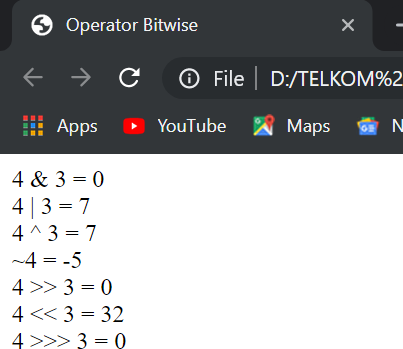 Operator Bitwise
File | D:/TELKOM%2
Apps YouTube Maps N
4 & 3 = 0
4 | 3 = 7
4 ^ 3 = 7
~4 = -5
4 >> 3 = 0
4 << 3 = 32
4 >>> 3 = 0